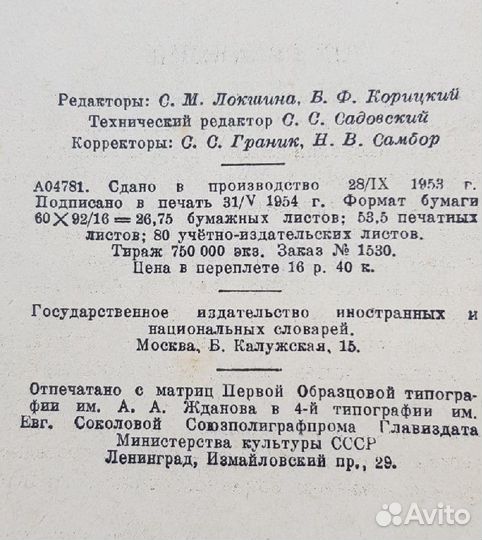 Редакторы: С. М. Локшина, Б. Ф. Корицкий
Технический редактор С. С. Садовский
Корректоры: С. С. Граник, Н. В. Самбор
А04781. Сдано в производство 28/IX 1953 г.
Подписано в печать 31/V 1954 г. Формат бумаги
60×92/16=26,75 бумажных листов; 53,5 печатных
листов; 80 учётно-издательских листов.
Тираж 750 000 экз. Заказ № 1530.
Цена в переплете 16 р. 40 к.
Государственное издательство иностранных и
национальных словарей.
Москва, Б. Калужская, 15.
Отпечатано с матриц Первой Образцовой типогра-
фии им. А. А. Жданова в 4-й типографии им.
Евг. Соколовой Союзполиграфпрома Главиздата
Министерства культуры СССР
Ленинград, Измайловский пр., 29.
Avito